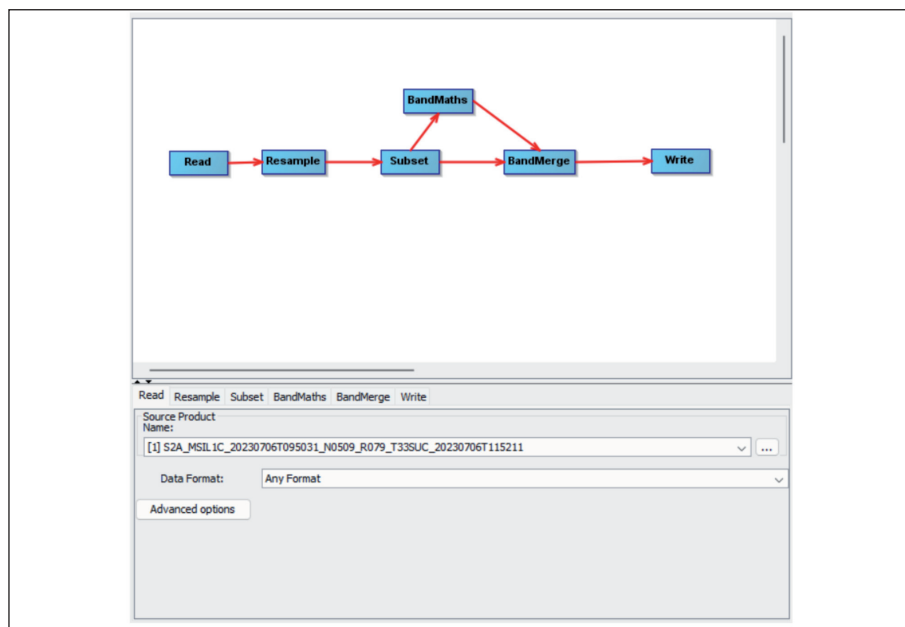 BandMaths
Read Resample Subset BandMerge Write
Read Resample Subset BandMaths BandMerge Write
Source Product
Name:
[1] S2A_MSIL1C_20230706T095031_N0509_R079_T33SUC_20230706T115211
...
Data Format: Any Format
Advanced options